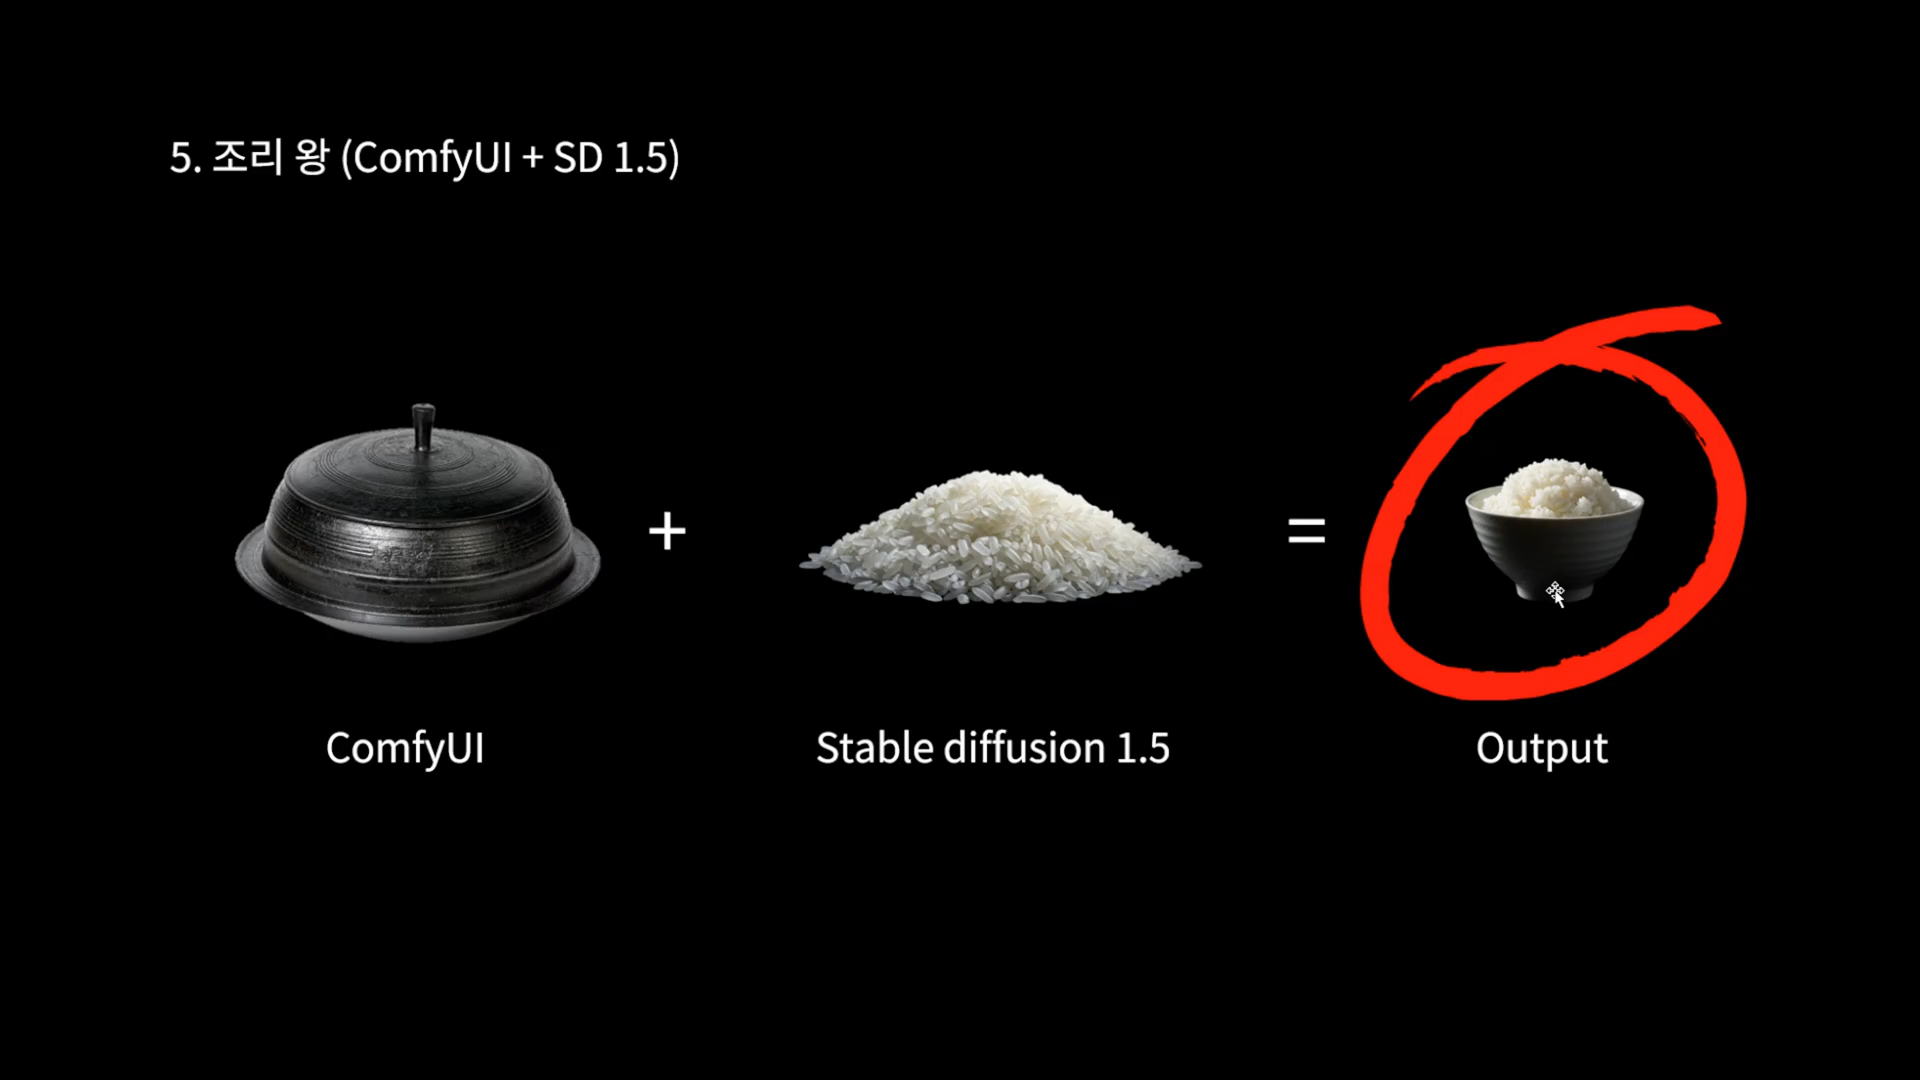 5. 조리 왕 (ComfyUI + SD 1.5)
+
=
ComfyUI
Stable diffusion 1.5
Output